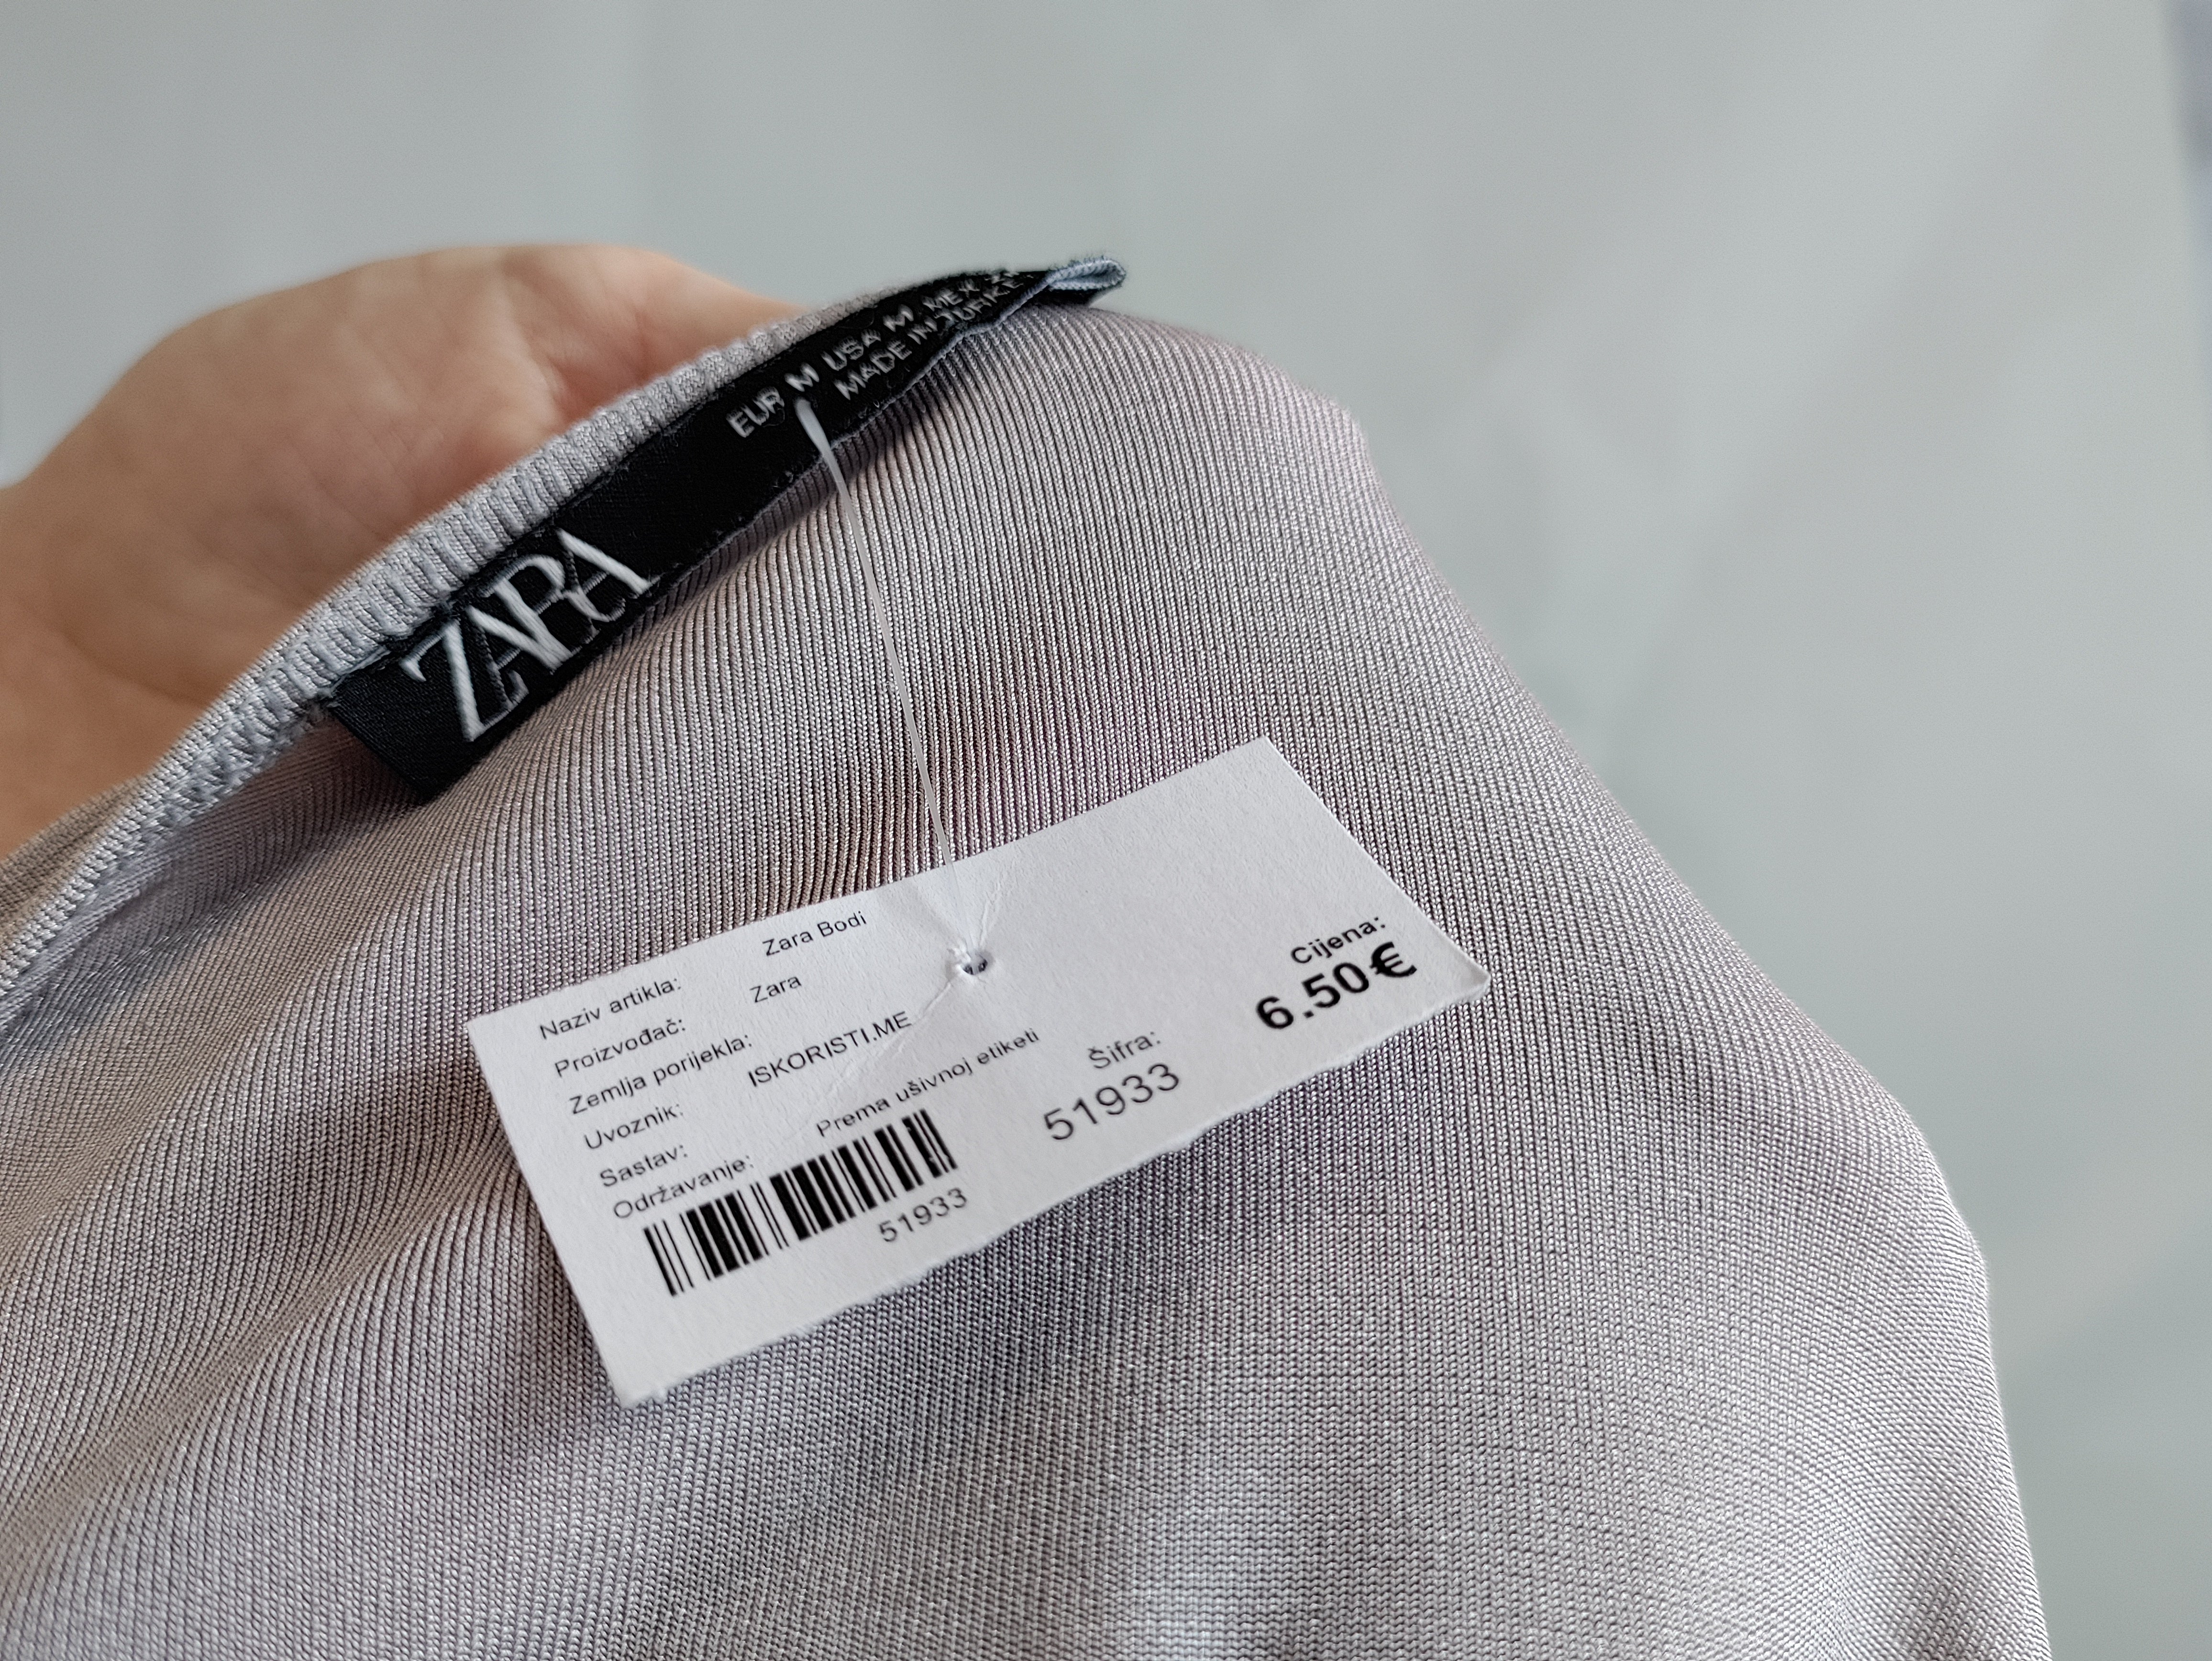 ZARA
EUR M USA M MEX
MADE IN TURKEY
Naziv artikla: Zara Bodi
Proizvođač: Zara
Zemlja porijekla:
Uvoznik: ISKORISTI.ME
Sastav:
Održavanje: Prema ušivnoj etiketi
51933
Šifra:
51933
Cijena:
6.50€